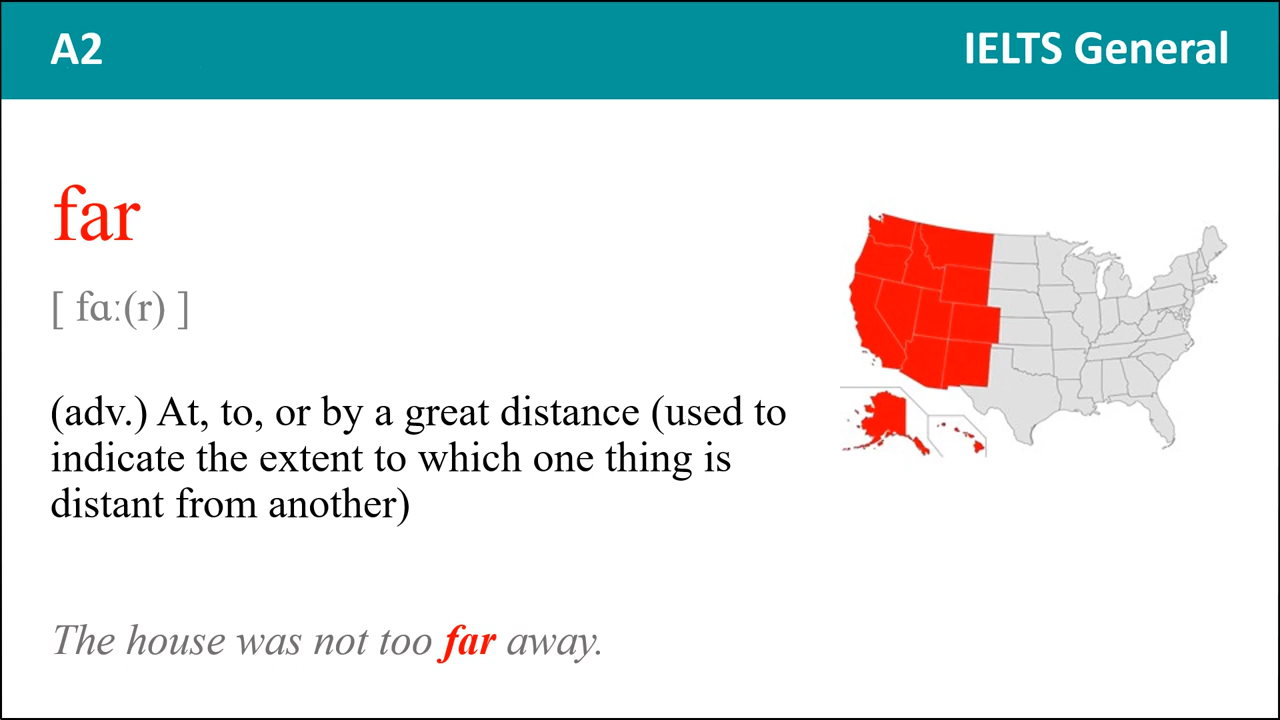 A2
IELTS General
far
[ fɑː(r) ]
(adv.) At, to, or by a great distance (used to
indicate the extent to which one thing is
distant from another)
The house was not too far away.